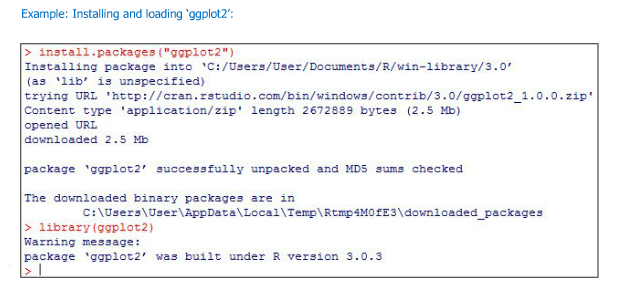 Example: Installing and loading ‘ggplot2’:
> install.packages("ggplot2")
Installing package into ‘C:/Users/User/Documents/R/win-library/3.0’
(as ‘lib’ is unspecified)
trying URL 'http://cran.rstudio.com/bin/windows/contrib/3.0/ggplot2_1.0.0.zip'
Content type 'application/zip' length 2672889 bytes (2.5 Mb)
opened URL
downloaded 2.5 Mb
package ‘ggplot2’ successfully unpacked and MD5 sums checked
The downloaded binary packages are in
C:\Users\User\AppData\Local\Temp\Rtmp4M0fE3\downloaded_packages
> library(ggplot2)
Warning message:
package ‘ggplot2’ was built under R version 3.0.3
> |